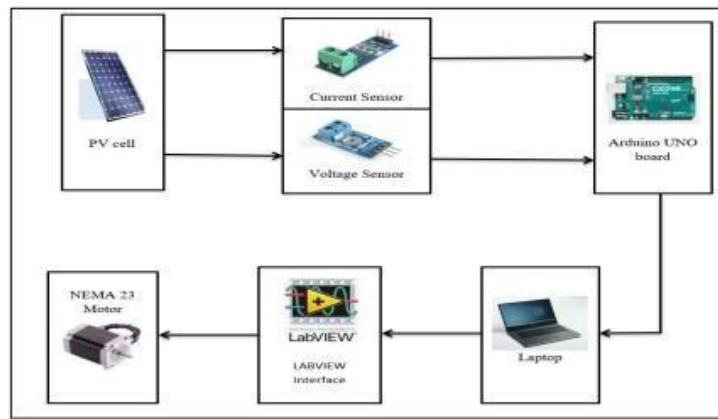 Current Sensor
PV cell
Voltage Sensor
Arduino UNO
board
NEMA 23
Motor
LabVIEW
LABVIEW
Interface
Laptop